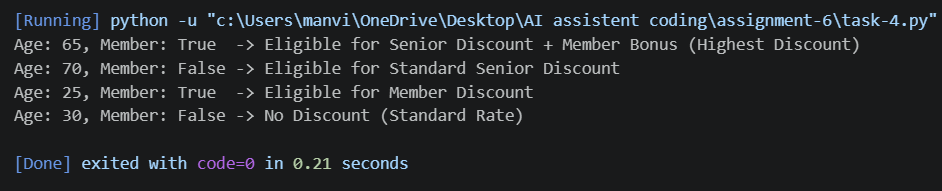 [Running] python -u "c:\Users\manvi\OneDrive\Desktop\AI assistent coding\assignment-6\task-4.py"
Age: 65, Member: True  -> Eligible for Senior Discount + Member Bonus (Highest Discount)
Age: 70, Member: False -> Eligible for Standard Senior Discount
Age: 25, Member: True  -> Eligible for Member Discount
Age: 30, Member: False -> No Discount (Standard Rate)
[Done] exited with code=0 in 0.21 seconds